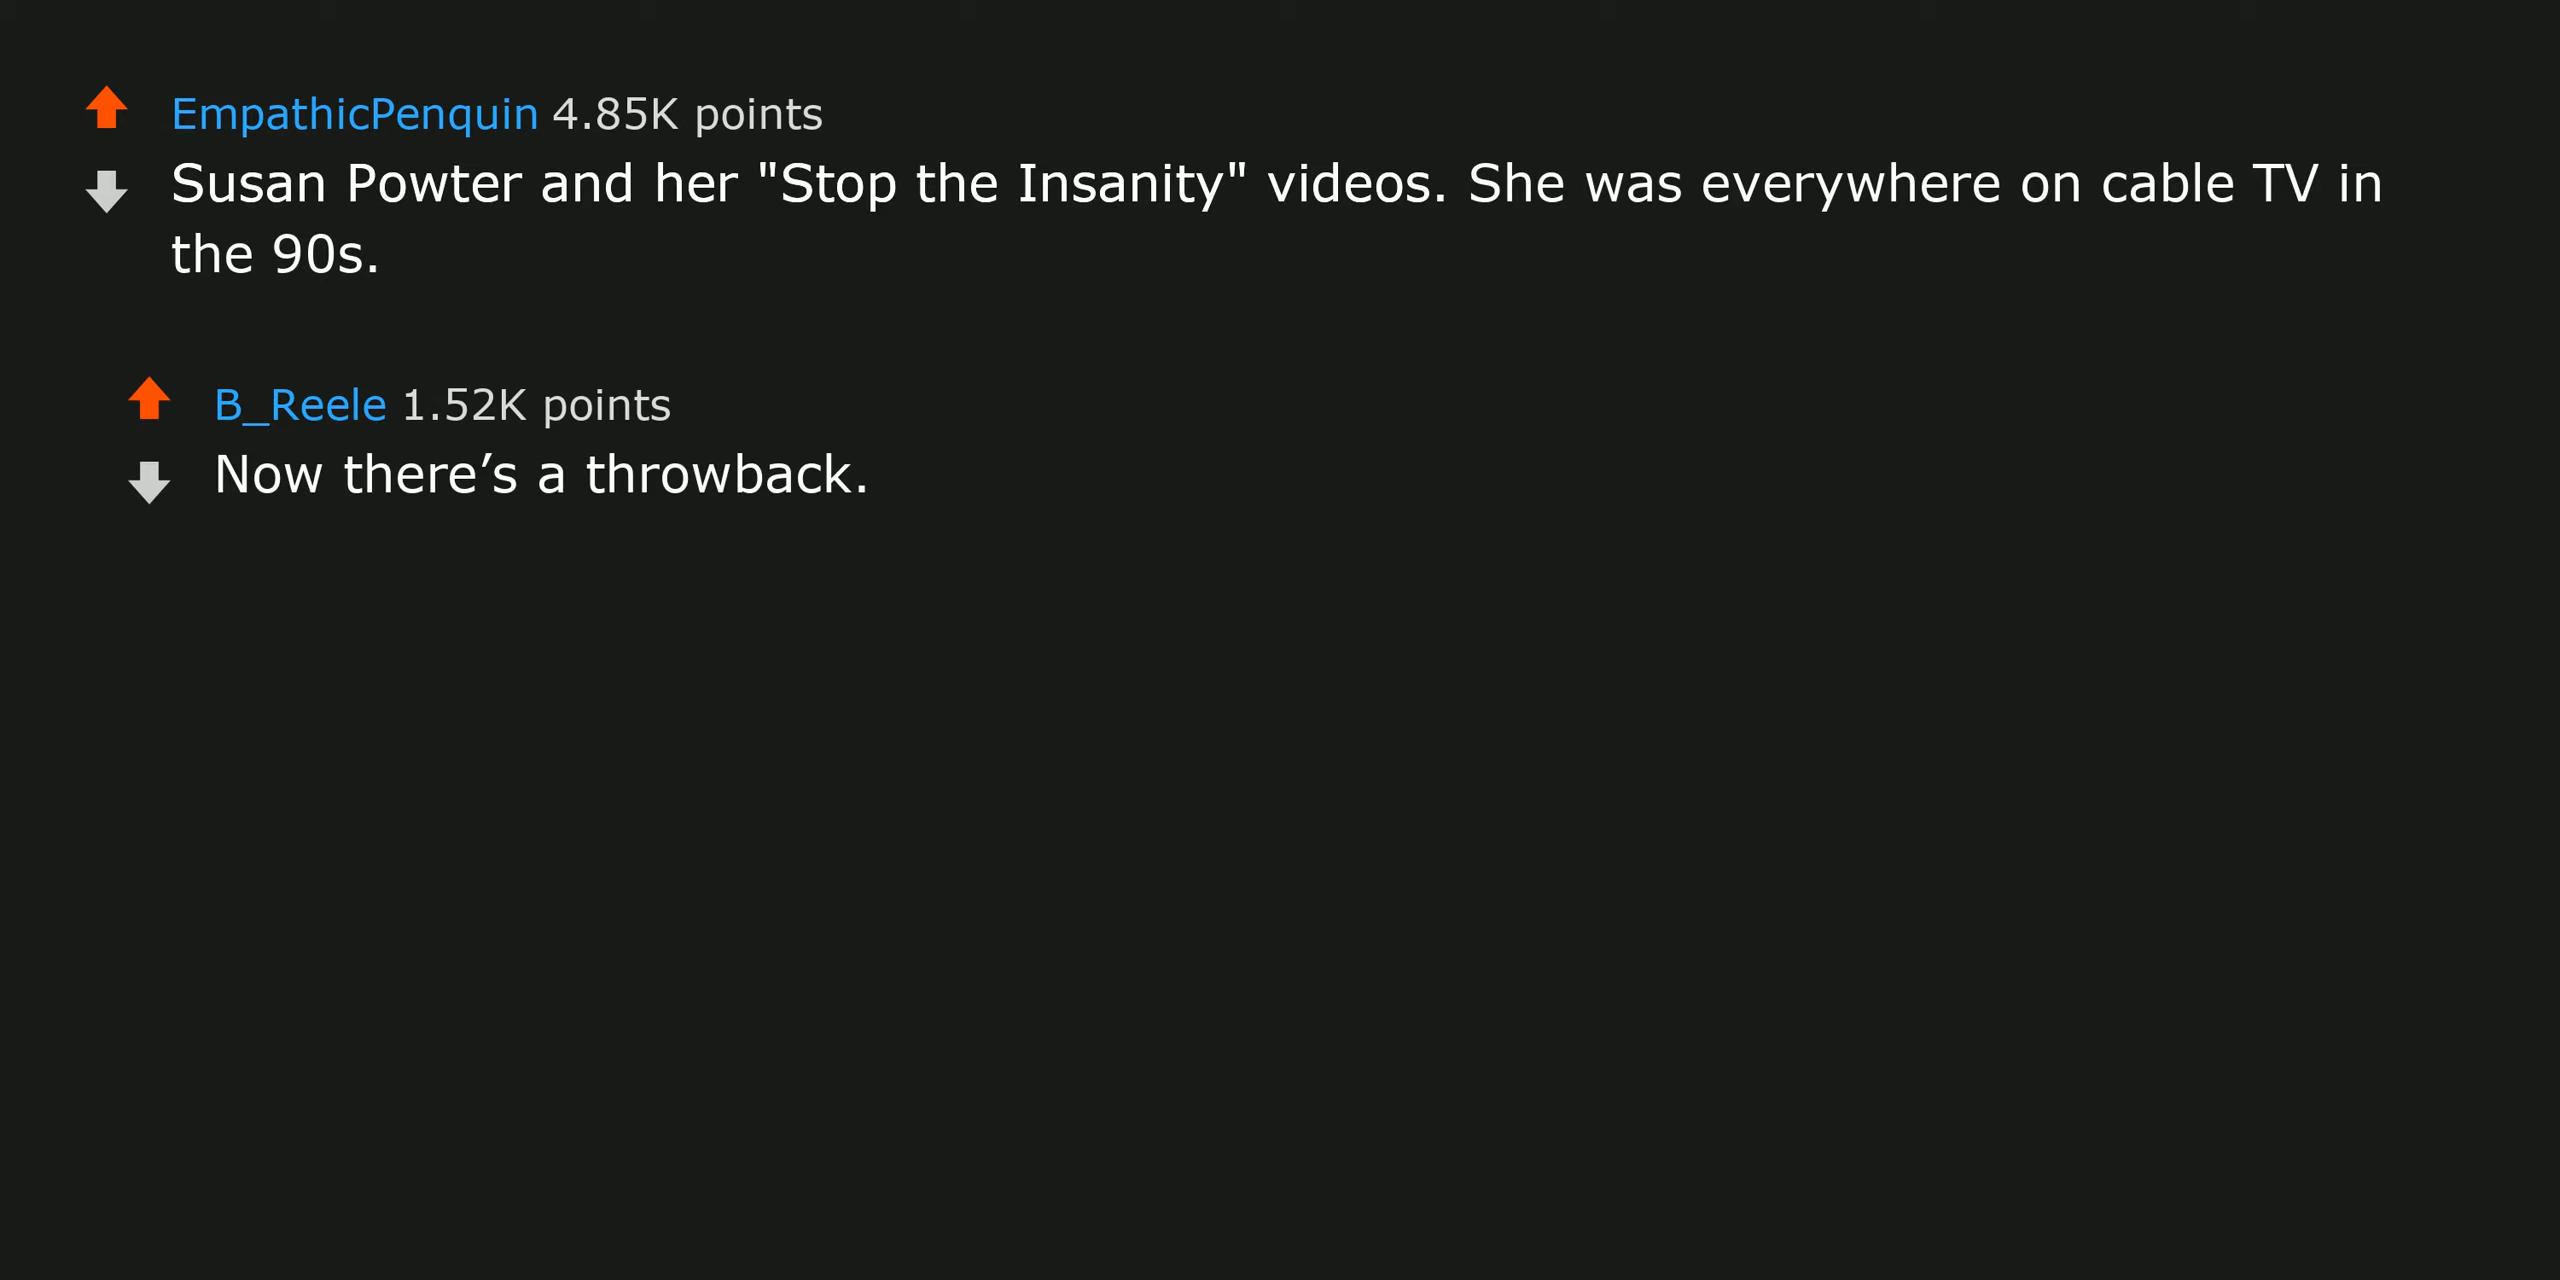 EmpathicPenquin 4.85K points
Susan Powter and her "Stop the Insanity" videos. She was everywhere on cable TV in
the 90s.
B_Reele 1.52K points
Now there’s a throwback.